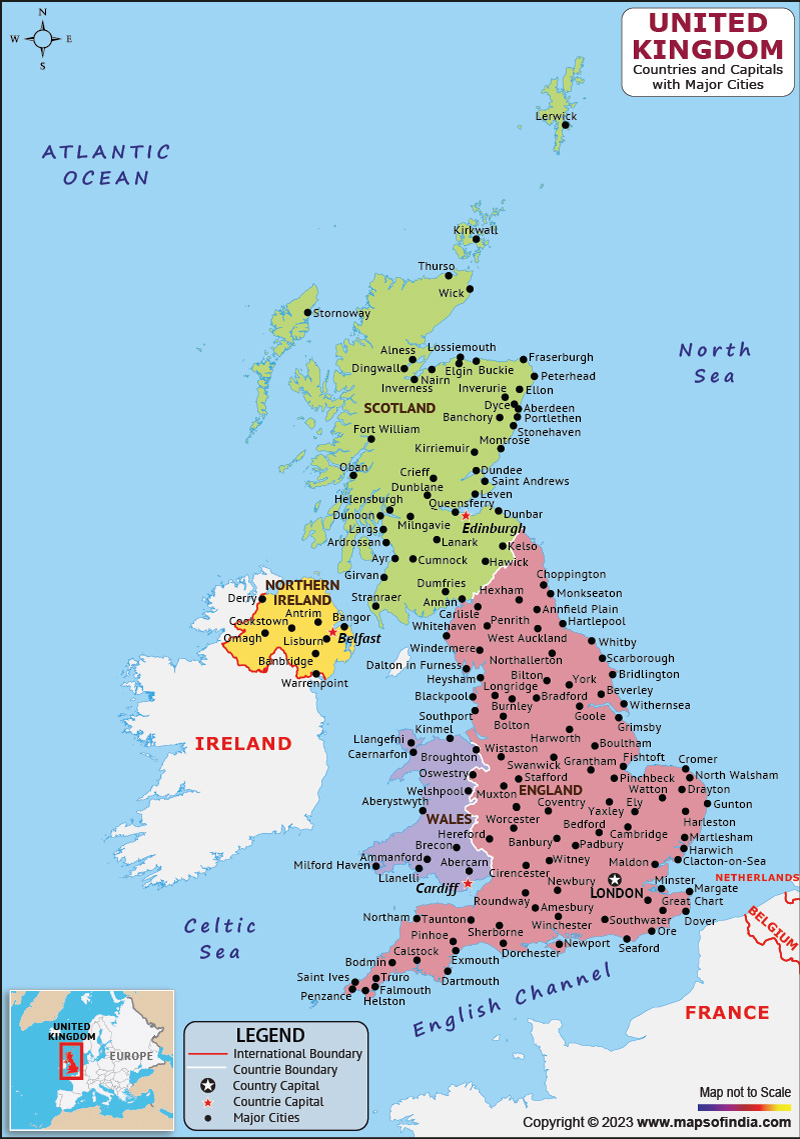 UNITED
KINGDOM
Countries and Capitals
with Major Cities
N
W
E
S
ATLANTIC
OCEAN
Lerwick
Kirkwall
Thurso
Wick
Stornoway
North
Sea
Alness
Lossiemouth
Fraserburgh
Dingwall
Elgin
Buckie
Peterhead
Nairn
Inverness
Inverurie
Ellon
SCOTLAND
Dyce
Aberdeen
Banchory
Portlethen
Fort William
Stonehaven
Montrose
Kirriemuir
Oban
Crieff
Dundee
Saint Andrews
Dunblane
Leven
Helensburgh
Queensferry
Dunoon
Dunbar
Milngavie
Edinburgh
Largs
Ardrossan
Lanark
Kelso
Ayr
Cumnock
Hawick
Girvan
Choppington
Dumfries
Hexham
Monkseaton
NORTHERN
IRELAND
Derry
Stranraer
Annan
Carlisle
Annfield Plain
Antrim
Bangor
Cookstown
Whitehaven
Penrith
Hartlepool
Omagh
Lisburn
Belfast
West Auckland
Whitby
Windermere
Banbridge
Northallerton
Scarborough
Dalton in Furness
Warrenpoint
Heysham
Bilton
York
Bridlington
Longridge
Blackpool
Bradford
Beverley
Burnley
Withernsea
Southport
Bolton
Goole
Grimsby
Kinmel
Langefni
Harworth
Boultham
IRELAND
Caernarfon
Broughton
Wistaston
Swanwick
Grantham
Fishtoft
Cromer
Oswestry
Stafford
Pinchbeck
North Walsham
Welshpool
Muxton
ENGLAND
Watton
Drayton
Aberystwyth
Coventry
Ely
Gunton
Yaxley
WALES
Worcester
Bedford
Harleston
Hereford
Cambridge
Martlesham
Brecon
Banbury
Padbury
Harwich
Ammanford
Abercarn
Witney
Maldon
Clacton-on-Sea
Milford Haven
Llanelli
Cirencester
Newbury
Minster
NETHERLANDS
Cardiff
LONDON
Margate
Roundway
Great Chart
BELGIUM
Northam
Taunton
Amesbury
Southwater
Dover
Winchester
Celtic
Sea
Pinhoe
Sherborne
Ore
Calstock
Dorchester
Newport
Seaford
Bodmin
Exmouth
Saint Ives
Truro
Dartmouth
Penzance
Falmouth
Helston
English Channel
FRANCE
UNITED
KINGDOM
EUROPE
LEGEND
International Boundary
Countrie Boundary
Country Capital
Countrie Capital
Major Cities
Map not to Scale
Copyright © 2023 www.mapsofindia.com